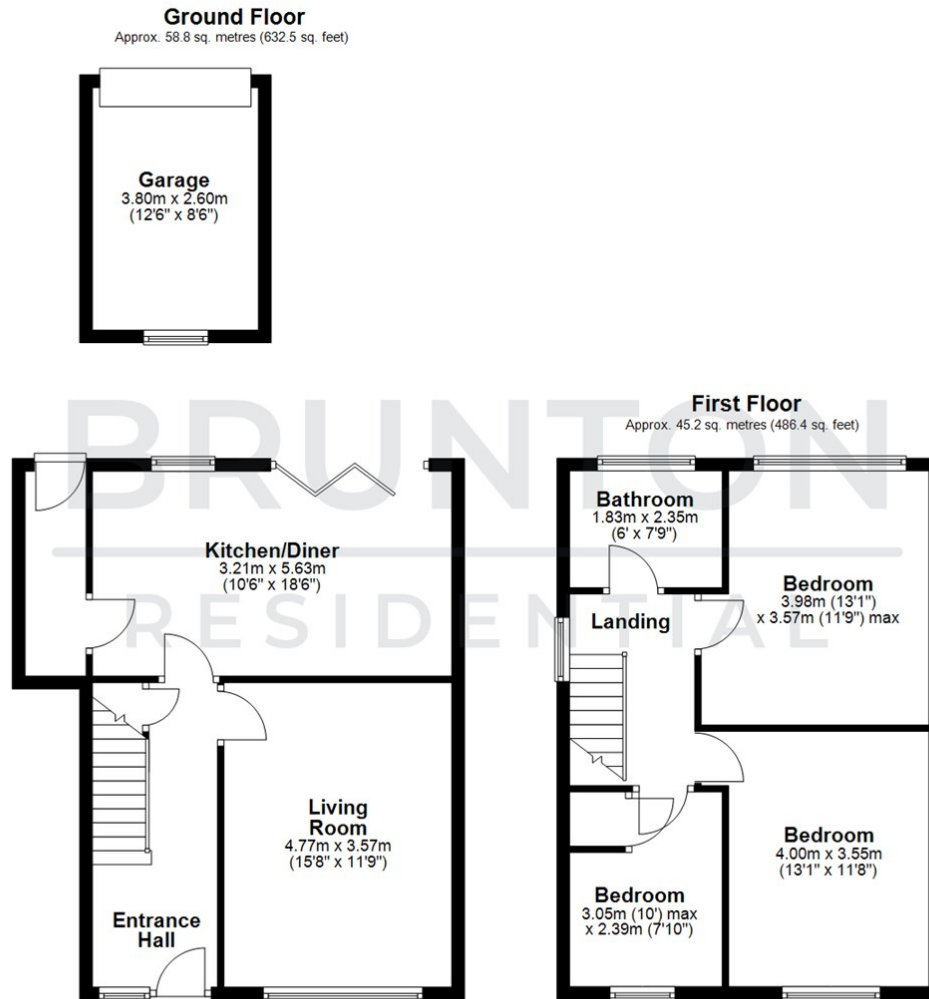 Ground Floor
Approx. 58.8 sq. metres (632.5 sq. feet)
Garage
3.80m x 2.60m
(12'6" x 8'6")
BRUNTON
RESIDENTIAL
Kitchen/Diner
3.21m x 5.63m
(10'6" x 18'6")
Living
Room
4.77m x 3.57m
(15'8" x 11'9")
Entrance
Hall
First Floor
Approx. 45.2 sq. metres (486.4 sq. feet)
Bathroom
1.83m x 2.35m
(6' x 7'9")
Bedroom
3.98m (13'1")
x 3.57m (11'9") max
Landing
Bedroom
4.00m x 3.55m
(13'1" x 11'8")
Bedroom
3.05m (10') max
x 2.39m (7'10")